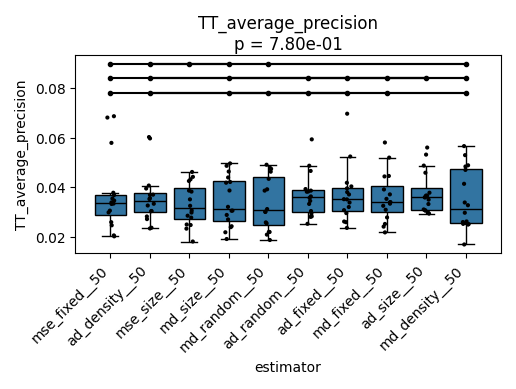 TT_average_precision
p = 7.80e-01
TT_average_precision
0.08
0.06
0.04
0.02
mse_fixed__50
ad_density__50
mse_size__50
md_size__50
md_random__50
ad_random__50
ad_fixed__50
md_fixed__50
ad_size__50
md_density__50
estimator